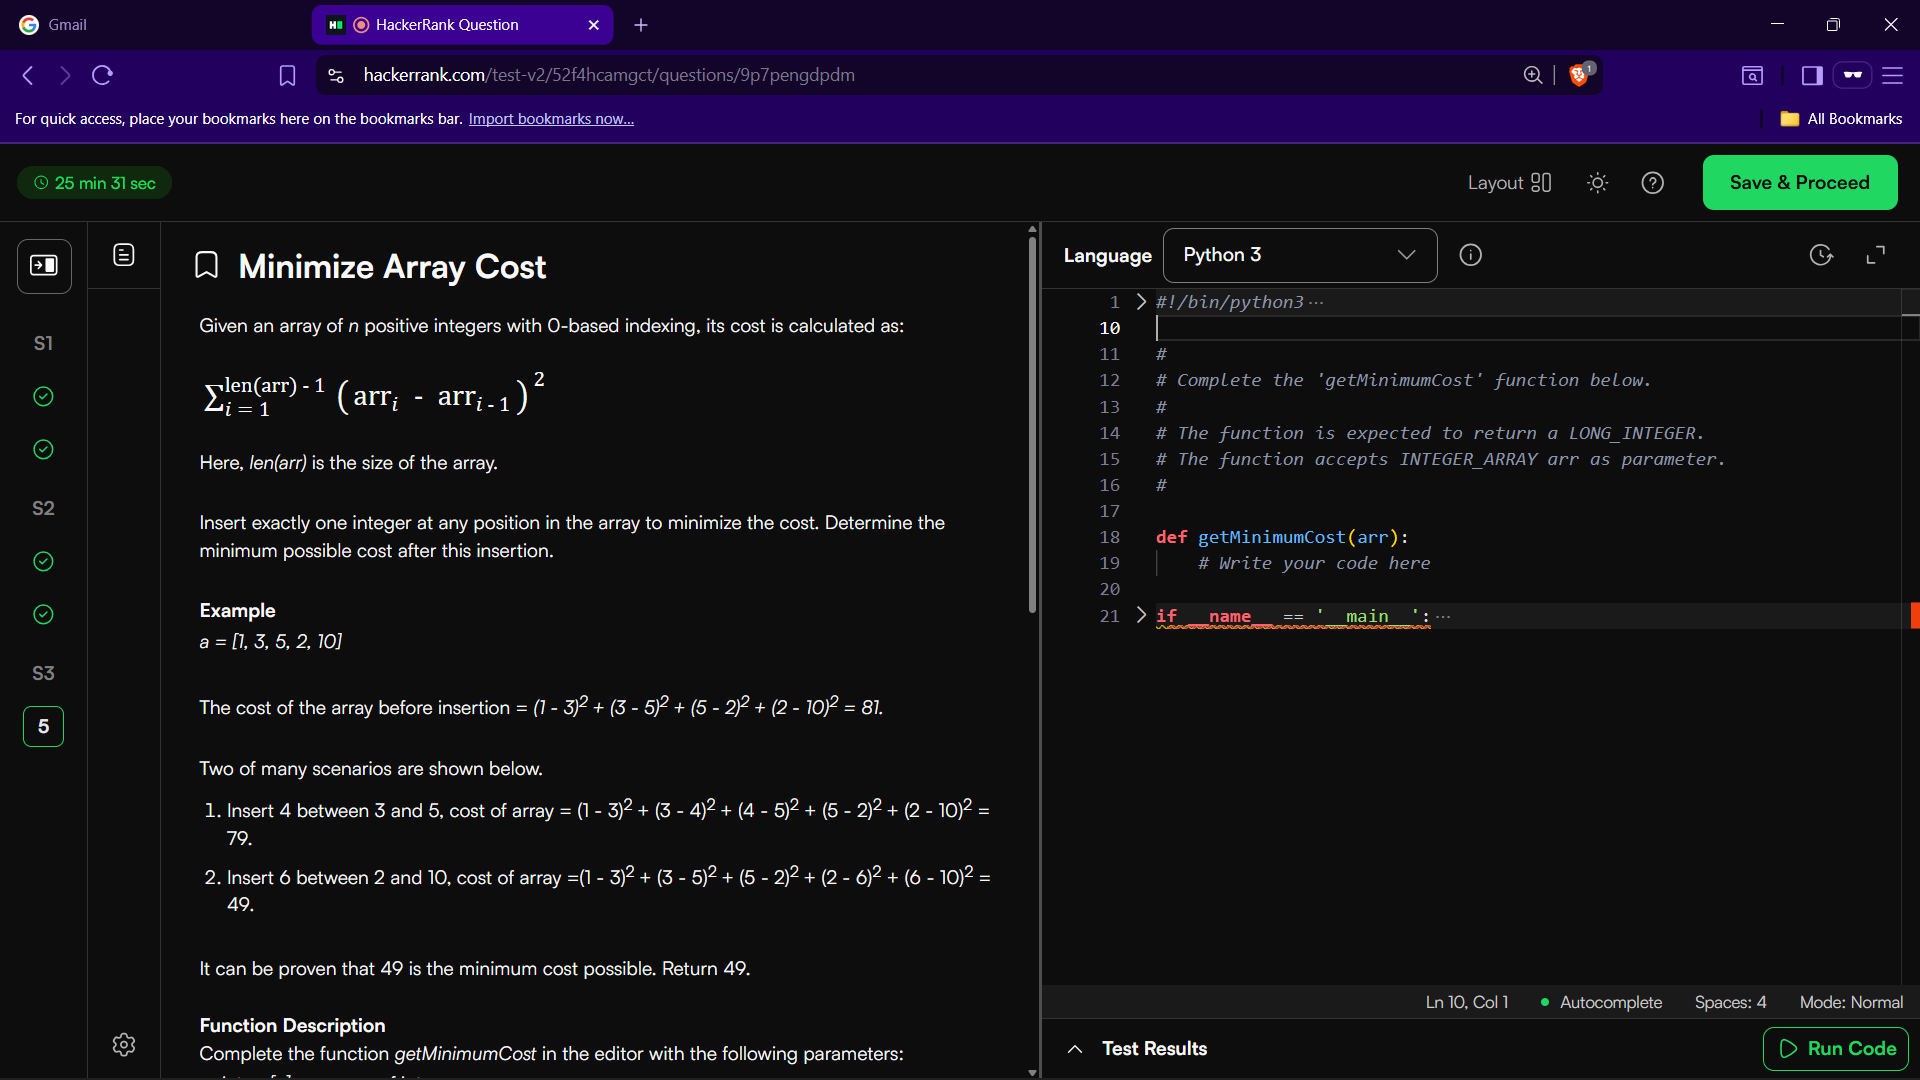 Gmail
HackerRank Question
hackerrank.com/test-v2/52f4hcamgct/questions/9p7pengdpdm
1
For quick access, place your bookmarks here on the bookmarks bar. Import bookmarks now...
All Bookmarks
25 min 31 sec
Layout
Save & Proceed
S1
S2
S3
5
Minimize Array Cost
Given an array of n positive integers with 0-based indexing, its cost is calculated as:
∑ᵢ₌₁^(len(arr) - 1) (arrᵢ - arrᵢ₋₁)²
Here, len(arr) is the size of the array.
Insert exactly one integer at any position in the array to minimize the cost. Determine the
minimum possible cost after this insertion.
Example
a = [1, 3, 5, 2, 10]
The cost of the array before insertion = (1 - 3)² + (3 - 5)² + (5 - 2)² + (2 - 10)² = 81.
Two of many scenarios are shown below.
1. Insert 4 between 3 and 5, cost of array = (1 - 3)² + (3 - 4)² + (4 - 5)² + (5 - 2)² + (2 - 10)² =
79.
2. Insert 6 between 2 and 10, cost of array =(1 - 3)² + (3 - 5)² + (5 - 2)² + (2 - 6)² + (6 - 10)² =
49.
It can be proven that 49 is the minimum cost possible. Return 49.
Function Description
Complete the function getMinimumCost in the editor with the following parameters:
Language
Python 3
1 #!/bin/python3 ···
10
11 #
12 # Complete the 'getMinimumCost' function below.
13 #
14 # The function is expected to return a LONG_INTEGER.
15 # The function accepts INTEGER_ARRAY arr as parameter.
16 #
17
18 def getMinimumCost(arr):
19     # Write your code here
20
21 if __name__ == '__main__': ···
Ln 10, Col 1
Autocomplete
Spaces: 4
Mode: Normal
Test Results
Run Code